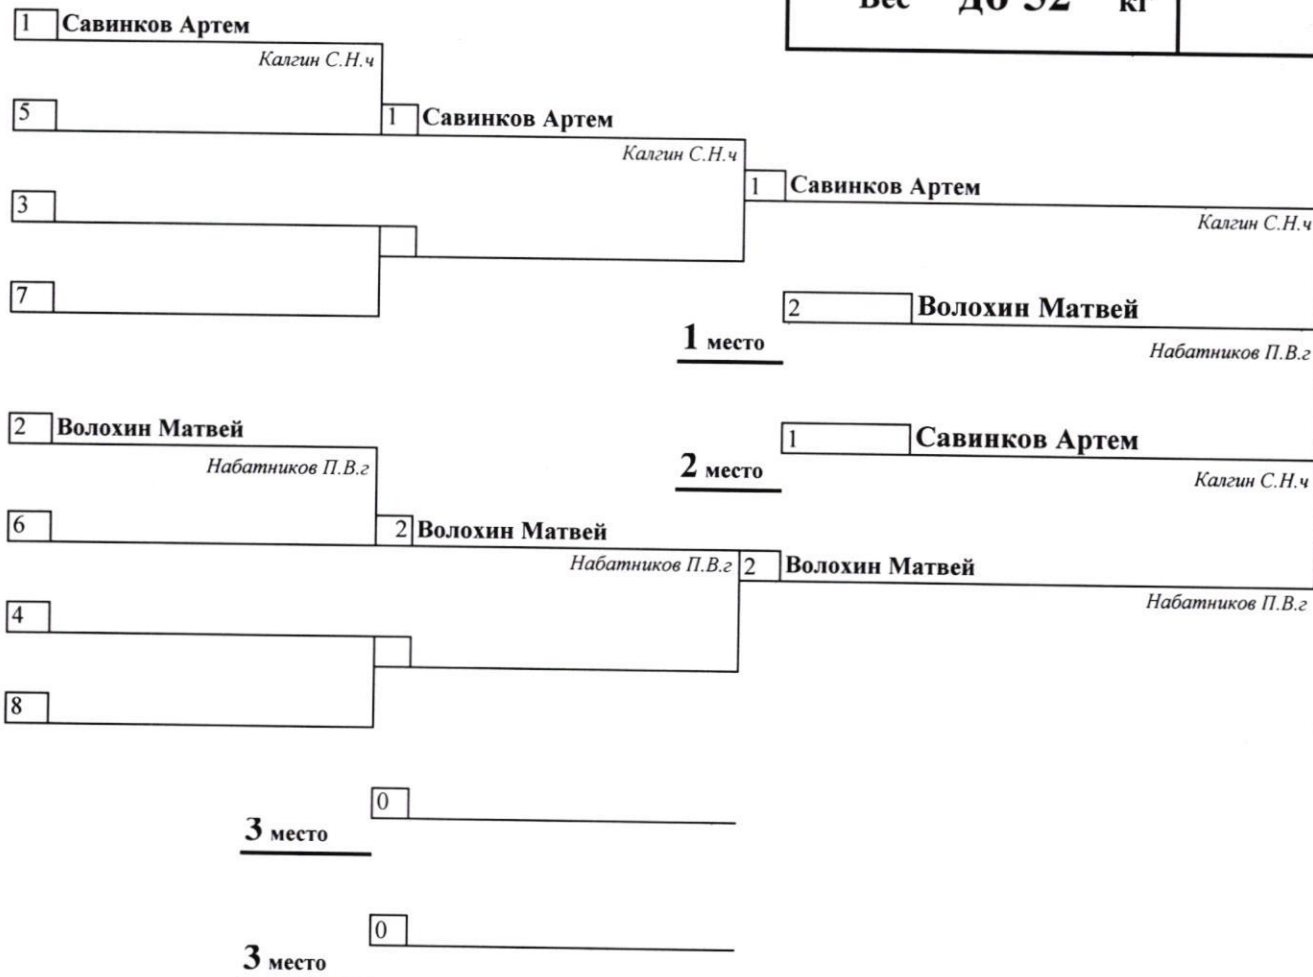 Вес до 32 кг
1 Савинков Артем
Калгин С.Н.ч
5
1 Савинков Артем
Калгин С.Н.ч
1 Савинков Артем
Калгин С.Н.ч
3
7
2 Волохин Матвей
1 место
Набатников П.В.г
2 Волохин Матвей
Набатников П.В.г
1 Савинков Артем
2 место
Калгин С.Н.ч
6
2 Волохин Матвей
Набатников П.В.г
2 Волохин Матвей
Набатников П.В.г
4
8
0
3 место
0
3 место